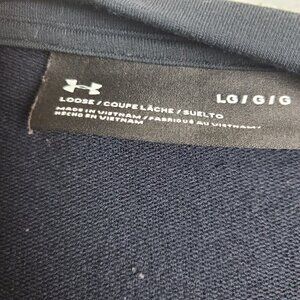 LG / G / G
LOOSE / COUPE LÂCHE / SUELTO
MADE IN VIETNAM / FABRIQUÉ AU VIETNAM /
HECHO EN VIETNAM